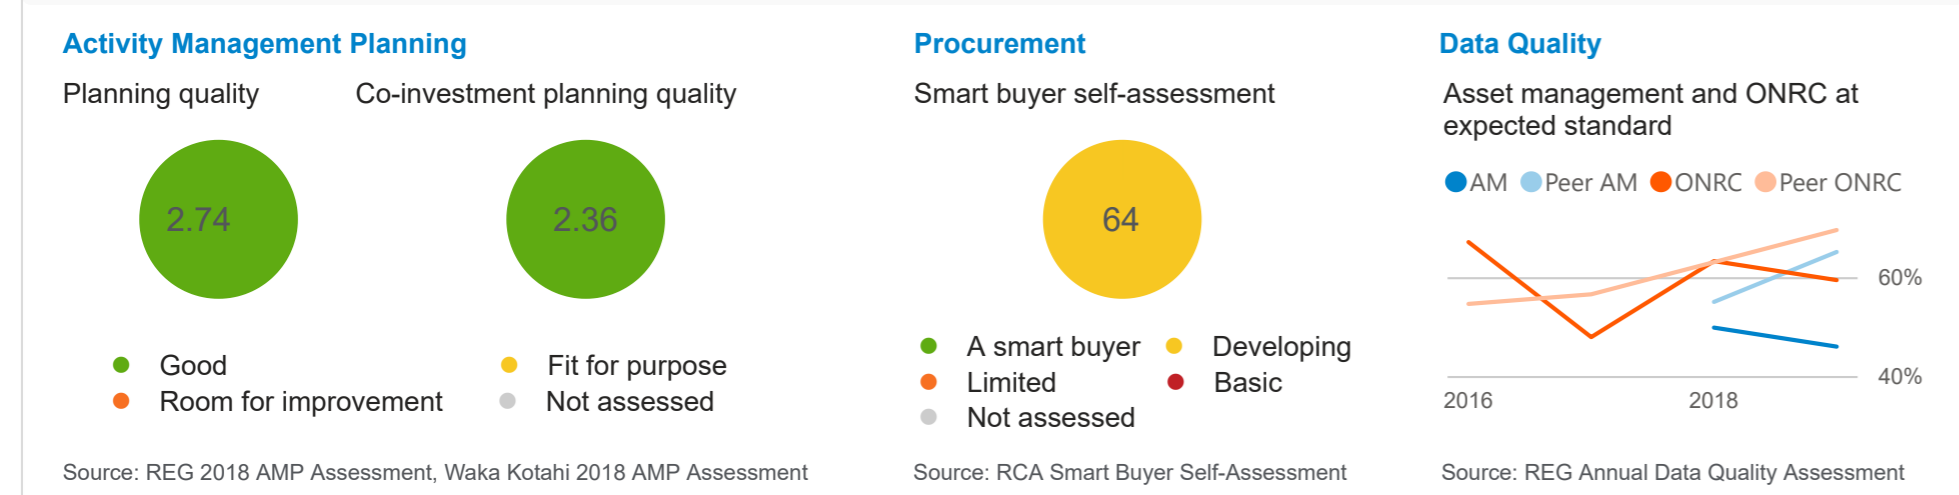 Activity Management Planning
Planning quality
Co-investment planning quality
2.74
2.36
Good
Fit for purpose
Room for improvement
Not assessed
Source: REG 2018 AMP Assessment, Waka Kotahi 2018 AMP Assessment
Procurement
Smart buyer self-assessment
64
A smart buyer
Developing
Limited
Basic
Not assessed
Source: RCA Smart Buyer Self-Assessment
Data Quality
Asset management and ONRC at
expected standard
AM Peer AM ONRC Peer ONRC
60%
40%
2016 2018
Source: REG Annual Data Quality Assessment